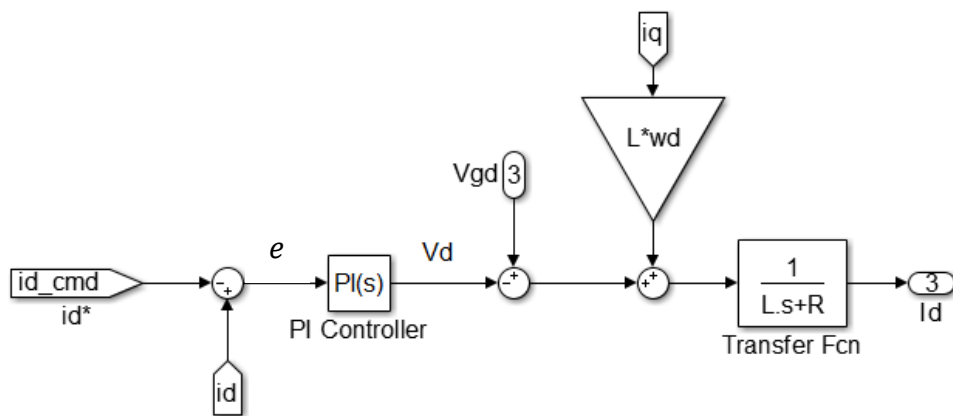 iq
L*wd
Vgd 3
e
Vd
id_cmd
- +
PI(s)
- +
+ +
1
L.s+R
3
id*
PI Controller
Transfer Fcn
Id
id